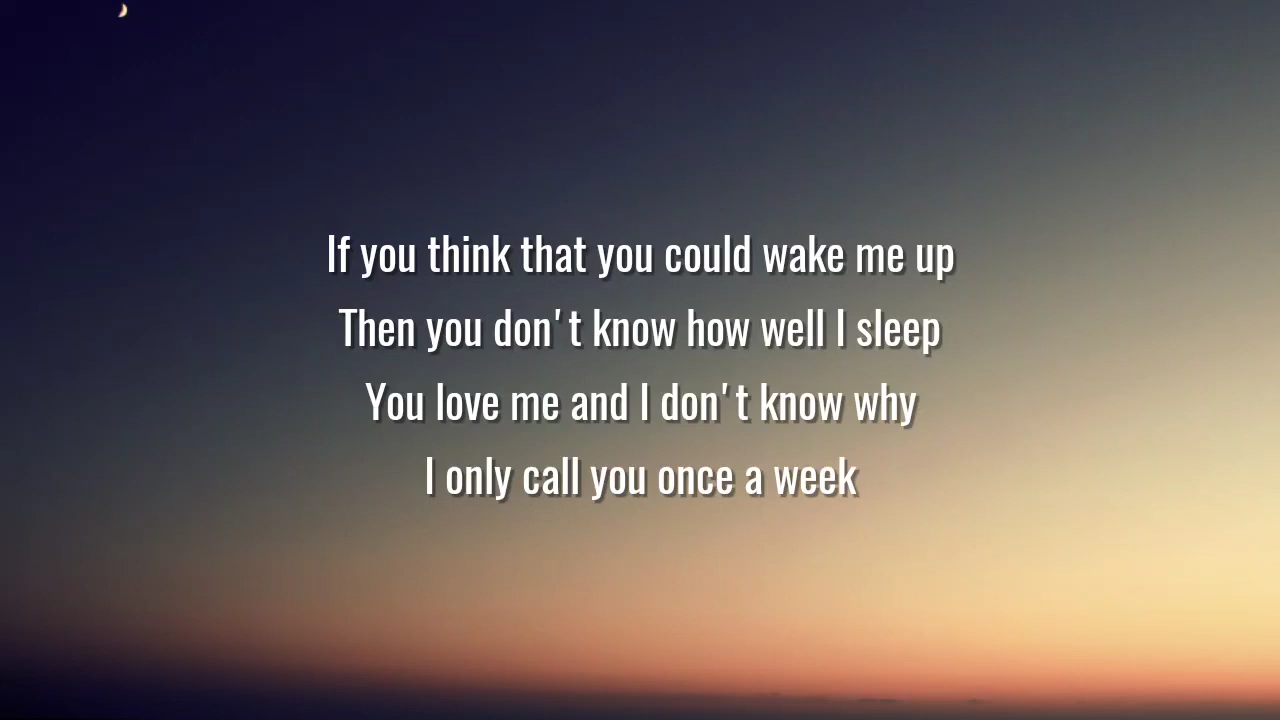 If you think that you could wake me up
Then you don't know how well I sleep
You love me and I don't know why
I only call you once a week